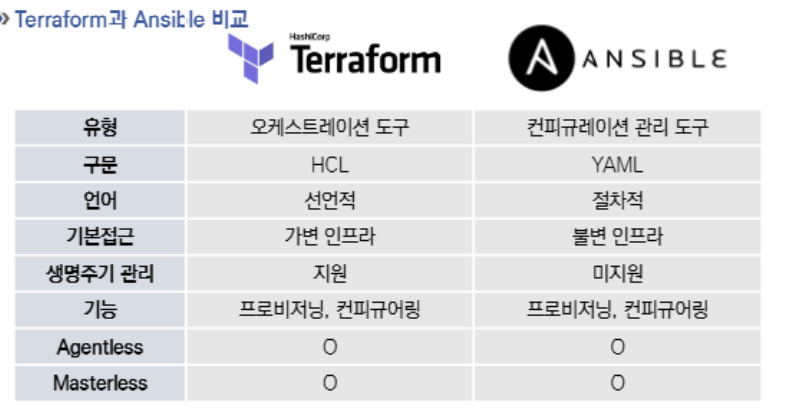 » Terraform과 Ansible 비교
HashiCorp
Terraform
A ANSIBLE
유형 오케스트레이션 도구 컨피규레이션 관리 도구
구문 HCL YAML
언어 선언적 절차적
기본접근 가변 인프라 불변 인프라
생명주기 관리 지원 미지원
기능 프로비저닝, 컨피규어링 프로비저닝, 컨피규어링
Agentless O O
Masterless O O